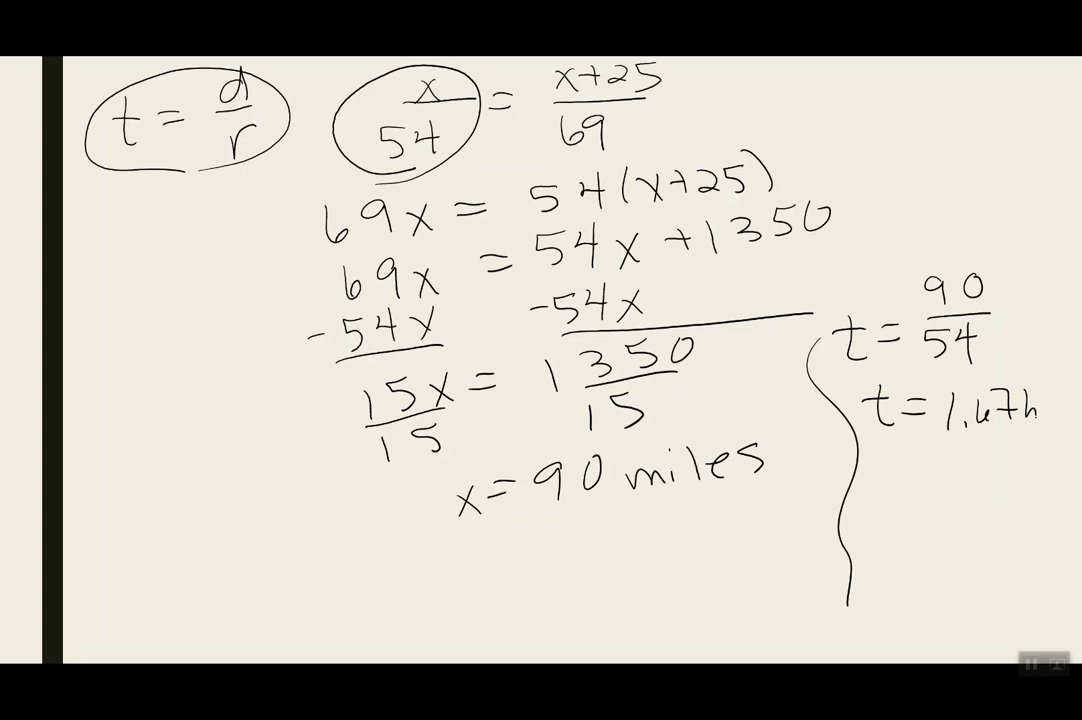 t = d/r
x/54 = x+25/69
69x = 54(x+25)
69x = 54x +1350
-54x -54x
15x/15 = 1350/15
x = 90 miles
t = 90/54
t = 1.67h